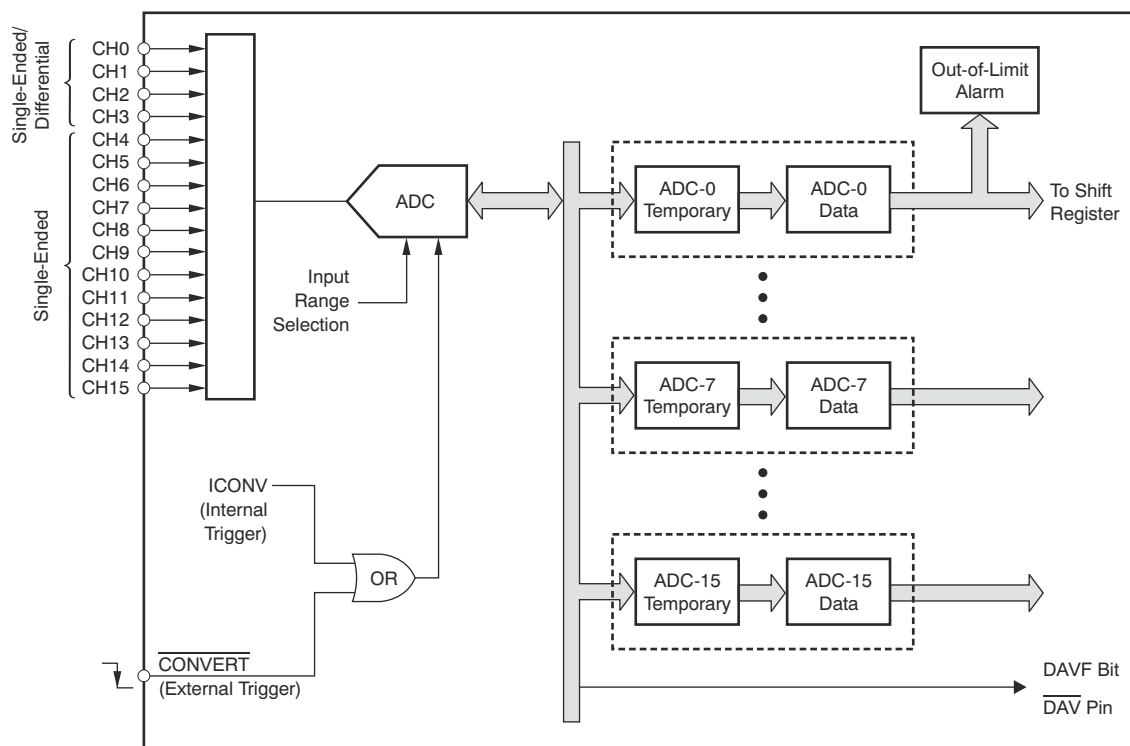 Single-Ended/
Differential
CH0
CH1
CH2
CH3
Single-Ended
CH4
CH5
CH6
CH7
CH8
CH9
CH10
CH11
CH12
CH13
CH14
CH15
ADC
Input
Range
Selection
ICONV
(Internal
Trigger)
OR
CONVERT
(External Trigger)
Out-of-Limit
Alarm
ADC-0
Temporary
ADC-0
Data
To Shift
Register
ADC-7
Temporary
ADC-7
Data
ADC-15
Temporary
ADC-15
Data
DAVF Bit
DAV Pin